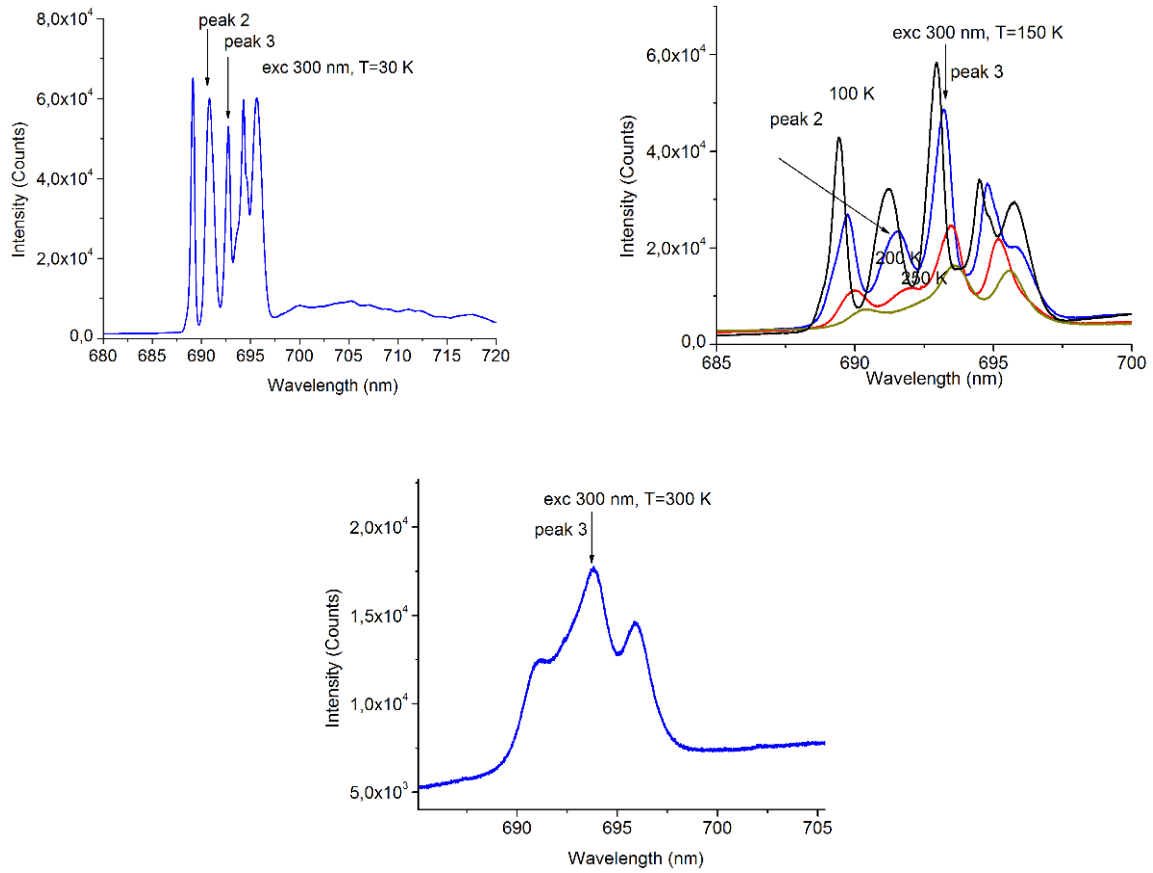 8,0x10⁴
peak 2
peak 3
exc 300 nm, T=30 K
6,0x10⁴
4,0x10⁴
2,0x10⁴
0,0
Intensity (Counts)
680 685 690 695 700 705 710 715 720
Wavelength (nm)
exc 300 nm, T=150 K
6,0x10⁴
peak 3
100 K
peak 2
4,0x10⁴
200 K
250 K
2,0x10⁴
0,0
Intensity (Counts)
685 690 695 700
Wavelength (nm)
exc 300 nm, T=300 K
peak 3
2,0x10⁴
1,5x10⁴
1,0x10⁴
5,0x10³
Intensity (Counts)
690 695 700 705
Wavelength (nm)